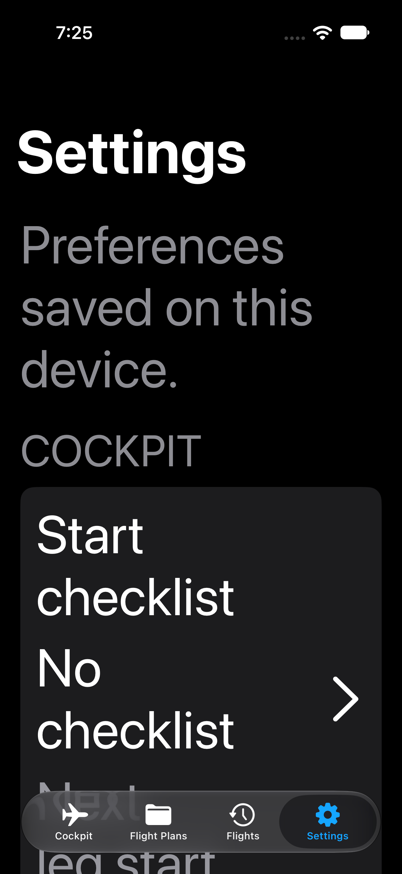 7:25
Settings
Preferences
saved on this
device.
COCKPIT
Start
checklist
No
checklist
Next
leg start
Cockpit
Flight Plans
Flights
Settings